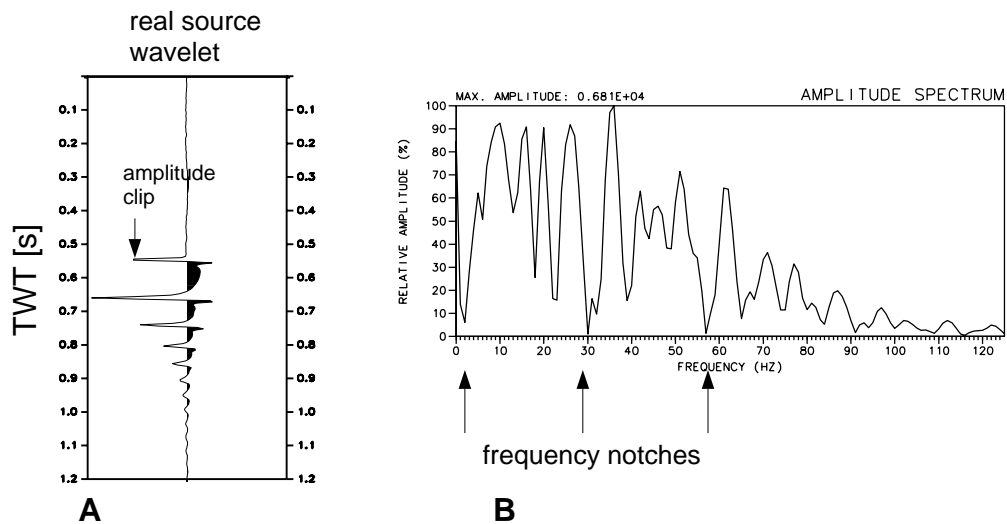 real source
wavelet
TWT [s]
0.1 0.1
0.2 0.2
0.3 0.3
0.4 0.4
0.5 0.5
0.6 0.6
0.7 0.7
0.8 0.8
0.9 0.9
1.0 1.0
1.1 1.1
1.2 1.2
amplitude
clip
A
MAX. AMPLITUDE: 0.681E+04 AMPLITUDE SPECTRUM
RELATIVE AMPLITUDE (%)
100
90
80
70
60
50
40
30
20
10
0
0 10 20 30 40 50 60 70 80 90 100 110 120
FREQUENCY (HZ)
frequency notches
B